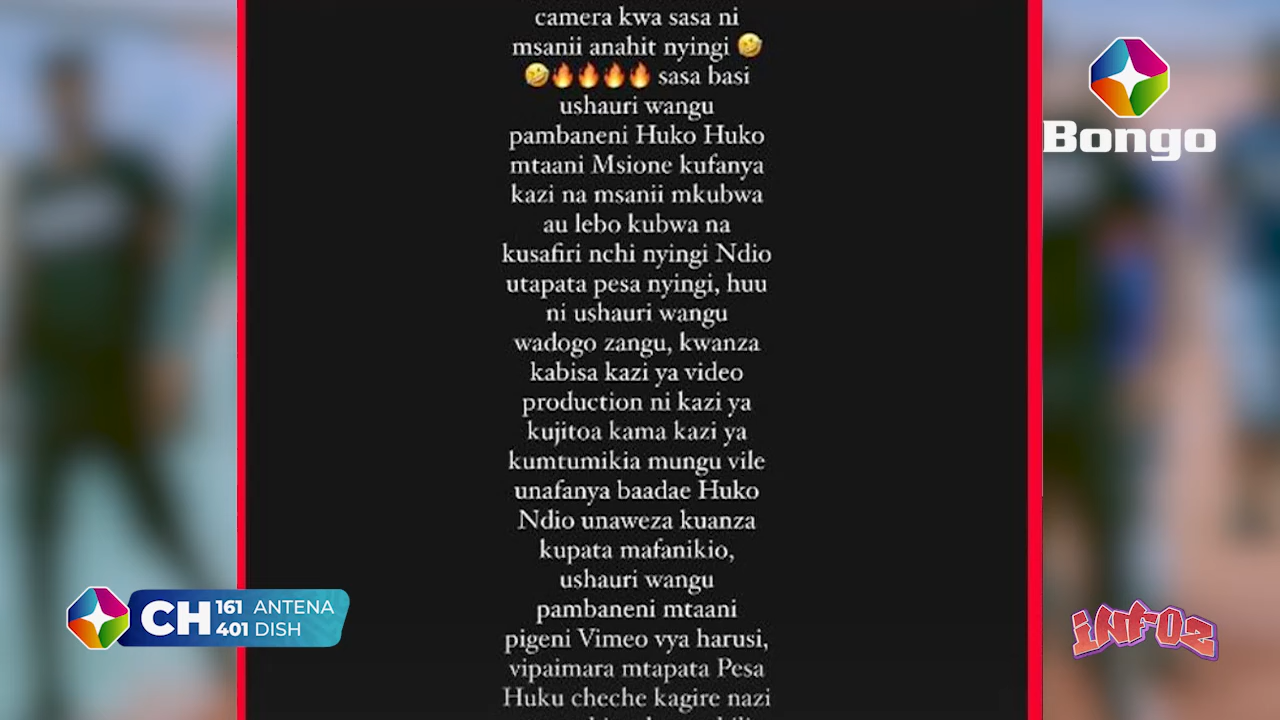 camera kwa sasa ni
msanii anahit nyingi 🤣
🤣🔥🔥🔥🔥 sasa basi
ushauri wangu
pambaneni Huko Huko
mtaani Msione kufanya
kazi na msanii mkubwa
au lebo kubwa na
kusafiri nchi nyingi Ndio
utapata pesa nyingi, huu
ni ushauri wangu
wadogo zangu, kwanza
kabisa kazi ya video
production ni kazi ya
kujitoa kama kazi ya
kumtumikia mungu vile
unafanya baadae Huko
Ndio unaweza kuanza
kupata mafanikio,
ushauri wangu
pambaneni mtaani
pigeni Vimeo vya harusi,
vipaimara mtapata Pesa
Huku cheche kagire nazi
Bongo
CH 161 ANTENA
401 DISH
INFOZ